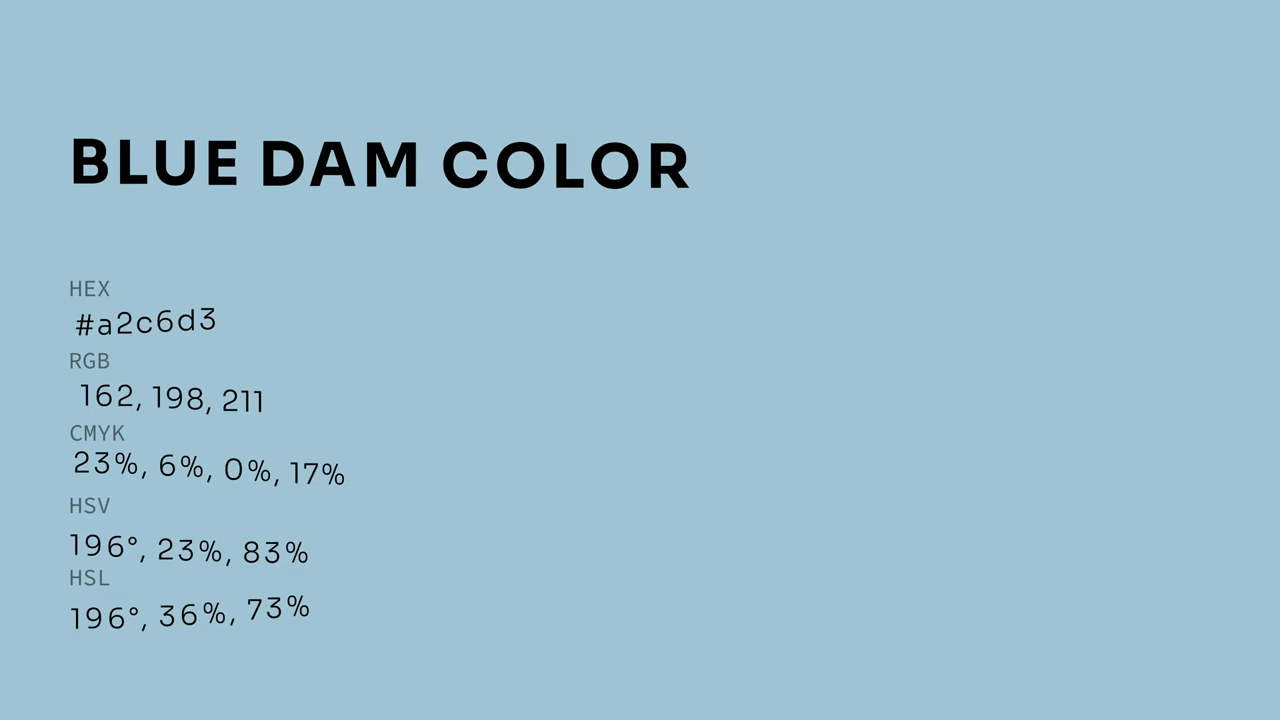 BLUE DAM COLOR
HEX
#a2c6d3
RGB
162, 198, 211
CMYK
23%, 6%, 0%, 17%
HSV
196°, 23%, 83%
HSL
196°, 36%, 73%